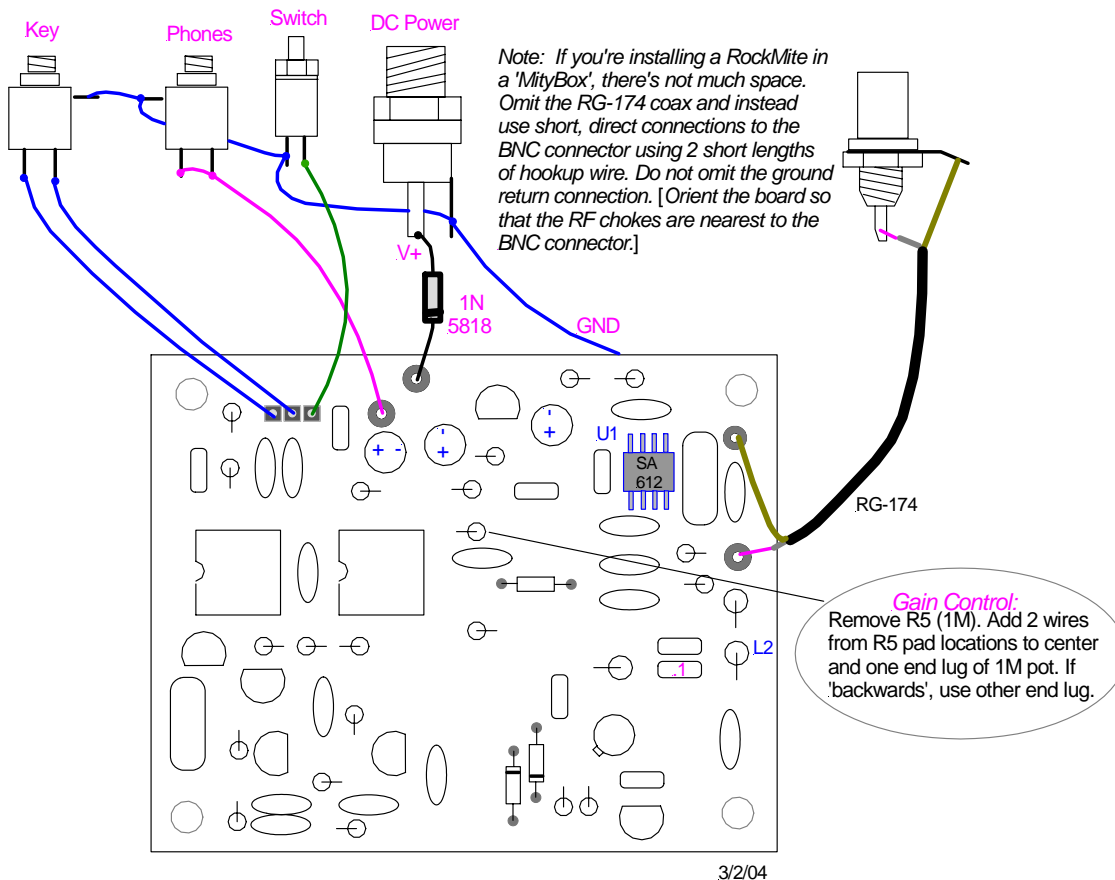 Key
Phones
Switch
DC Power
Note: If you're installing a RockMite in
a 'MityBox', there's not much space.
Omit the RG-174 coax and instead
use short, direct connections to the
BNC connector using 2 short lengths
of hookup wire. Do not omit the ground
return connection. [Orient the board so
that the RF chokes are nearest to the
BNC connector.]
V+
1N
5818
GND
+ -
-
+
-
+
U1
SA
612
RG-174
Gain Control:
Remove R5 (1M). Add 2 wires
from R5 pad locations to center
and one end lug of 1M pot. If
'backwards', use other end lug.
L2
.1
3/2/04